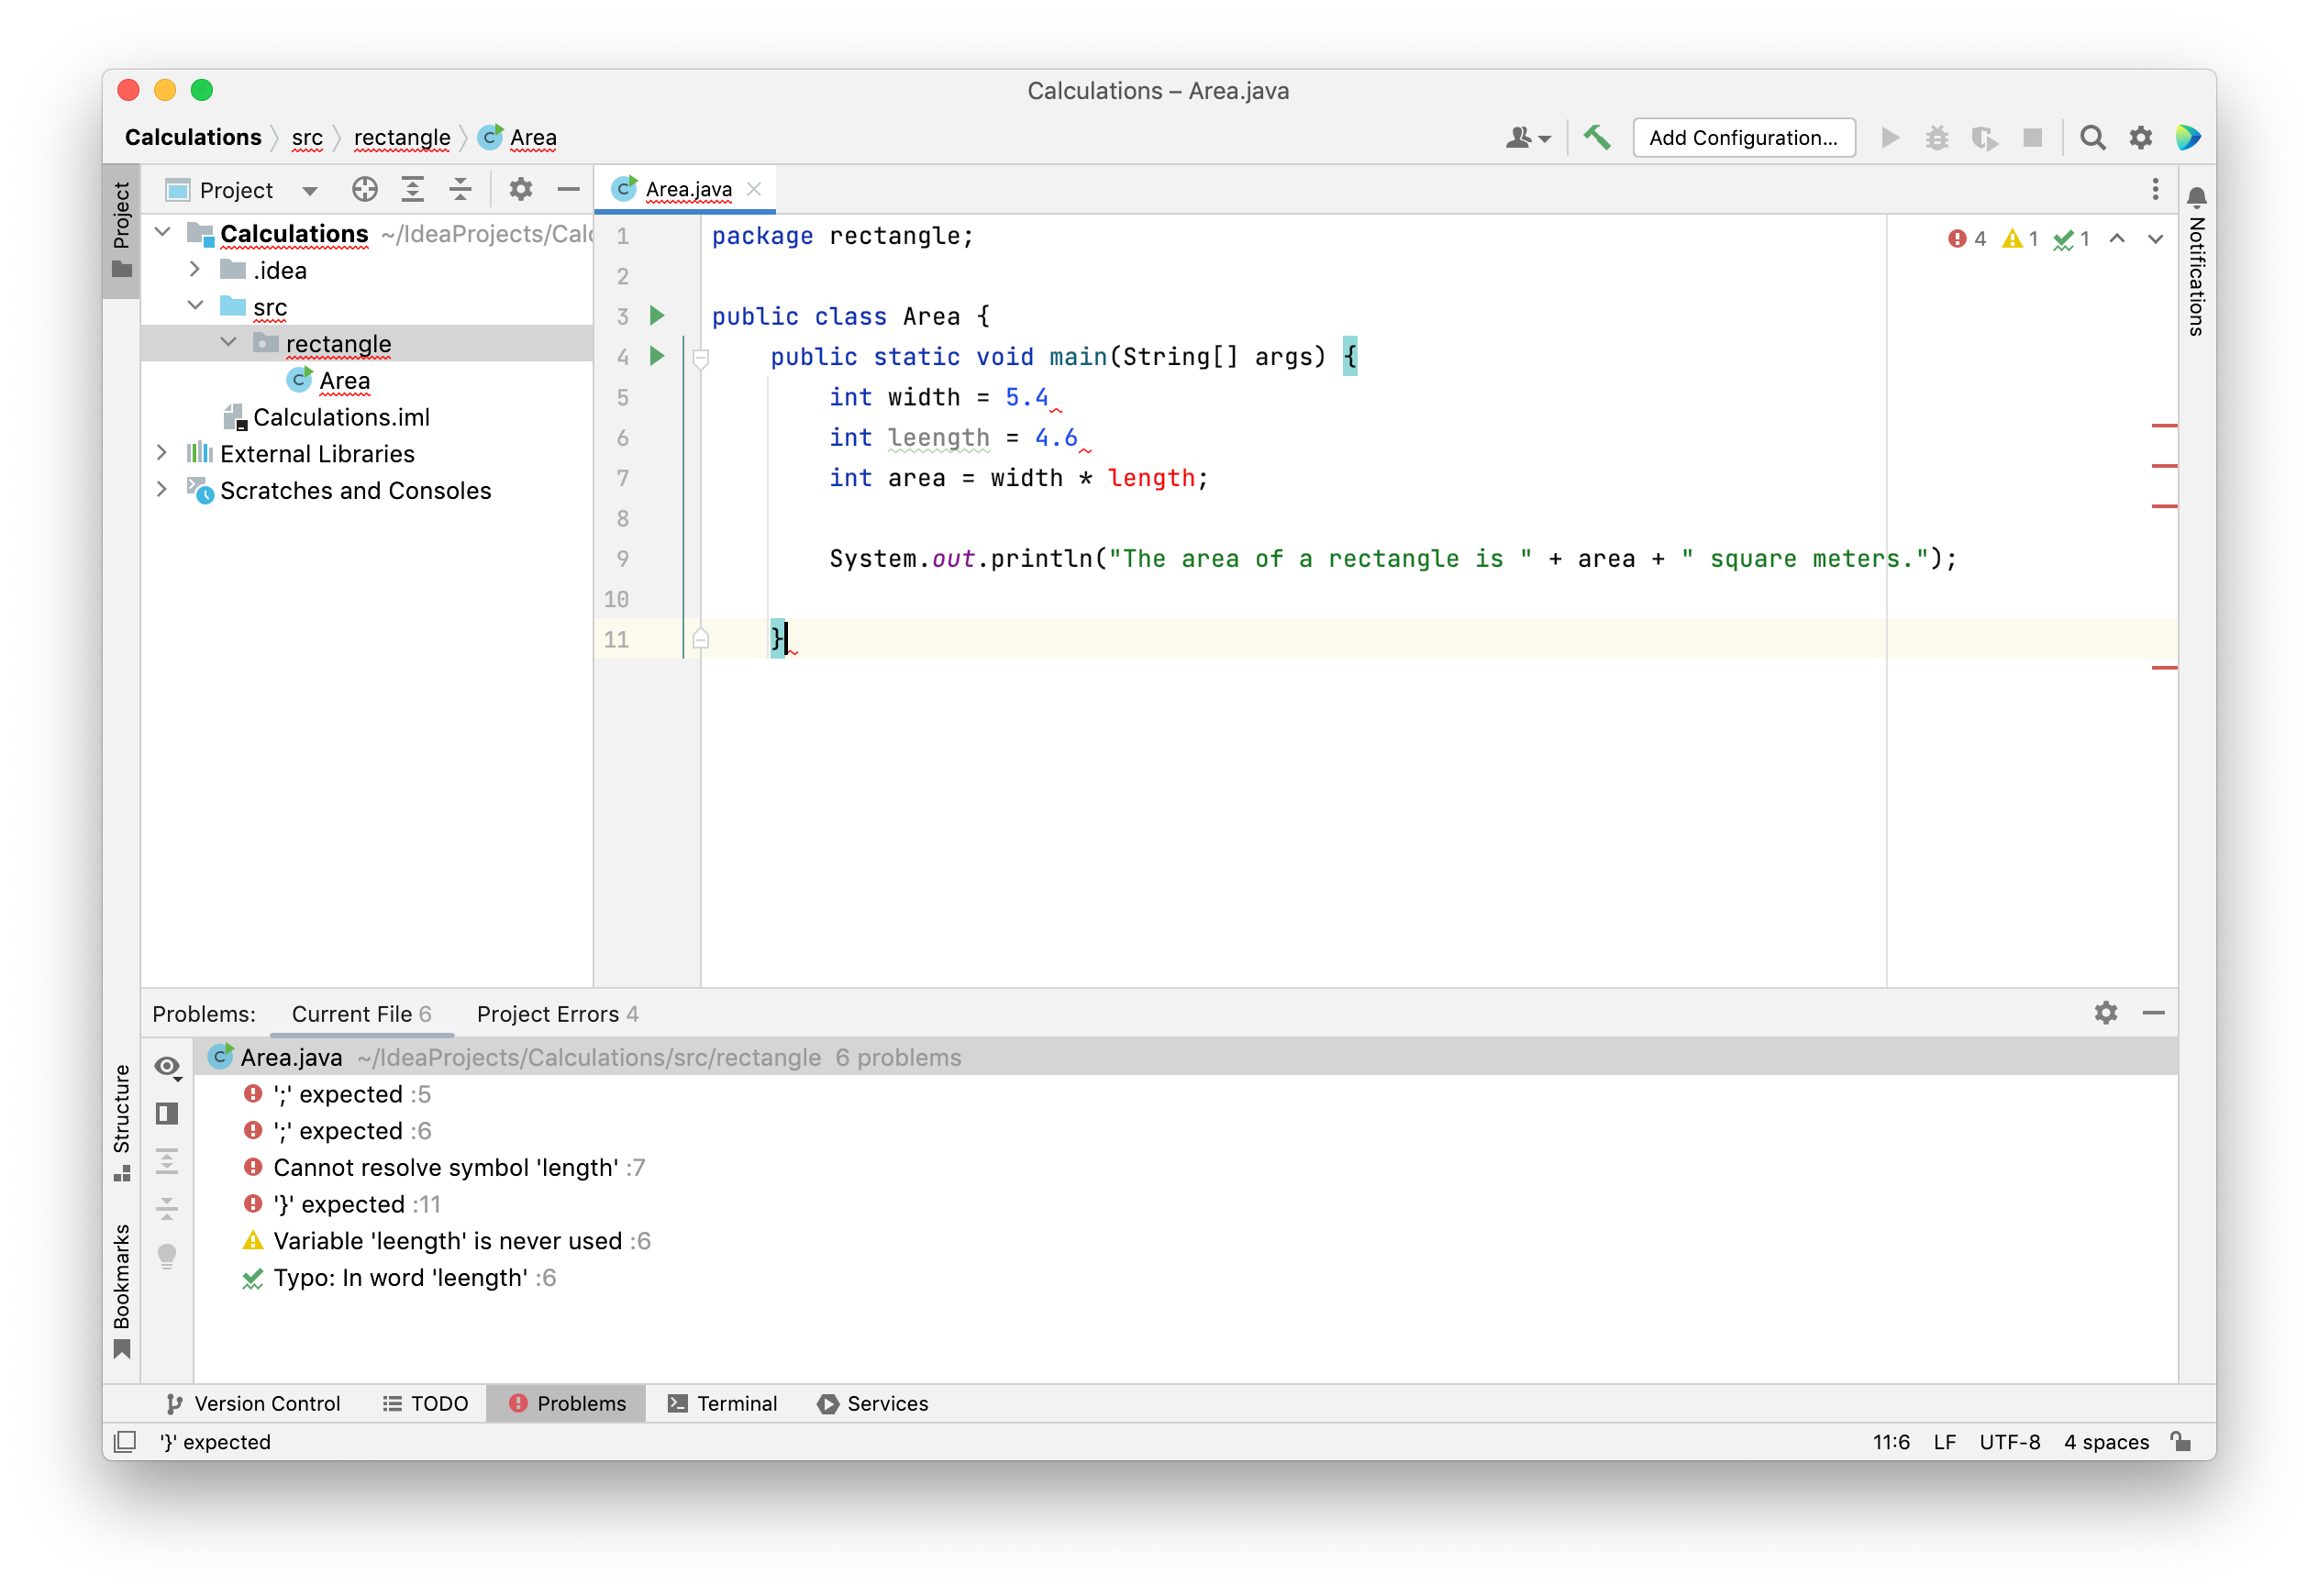 Calculations – Area.java
Calculations src rectangle C Area Add Configuration...
Project
Project
C Area.java
Notifications
Calculations ~/IdeaProjects/Calc
.idea
src
rectangle
C Area
Calculations.iml
External Libraries
Scratches and Consoles
4 1 1
1 package rectangle;
2
3 public class Area {
4 public static void main(String[] args) {
5 int width = 5.4
6 int leength = 4.6
7 int area = width * length;
8
9 System.out.println("The area of a rectangle is " + area + " square meters.");
10
11 }
Problems: Current File 6 Project Errors 4
C Area.java ~/IdeaProjects/Calculations/src/rectangle 6 problems
';' expected :5
';' expected :6
Cannot resolve symbol 'length' :7
'}' expected :11
Variable 'leength' is never used :6
Typo: In word 'leength' :6
Structure
Bookmarks
Version Control TODO Problems Terminal Services
'}' expected 11:6 LF UTF-8 4 spaces